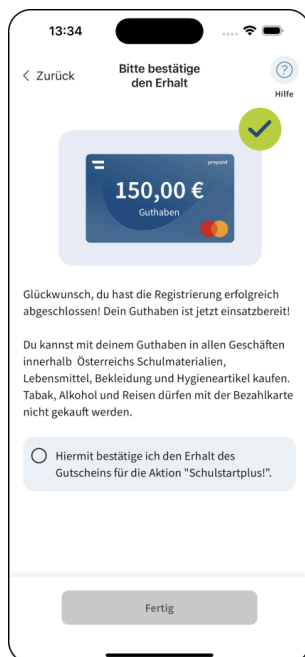 13:34
Zurück
Bitte bestätige
den Erhalt
?
Hilfe
prepaid
150,00 €
Guthaben
Glückwunsch, du hast die Registrierung erfolgreich
abgeschlossen! Dein Guthaben ist jetzt einsatzbereit!
Du kannst mit deinem Guthaben in allen Geschäften
innerhalb Österreichs Schulmaterialien,
Lebensmittel, Bekleidung und Hygieneartikel kaufen.
Tabak, Alkohol und Reisen dürfen mit der Bezahlkarte
nicht gekauft werden.
Hiermit bestätige ich den Erhalt des
Gutscheins für die Aktion "Schulstartplus!".
Fertig